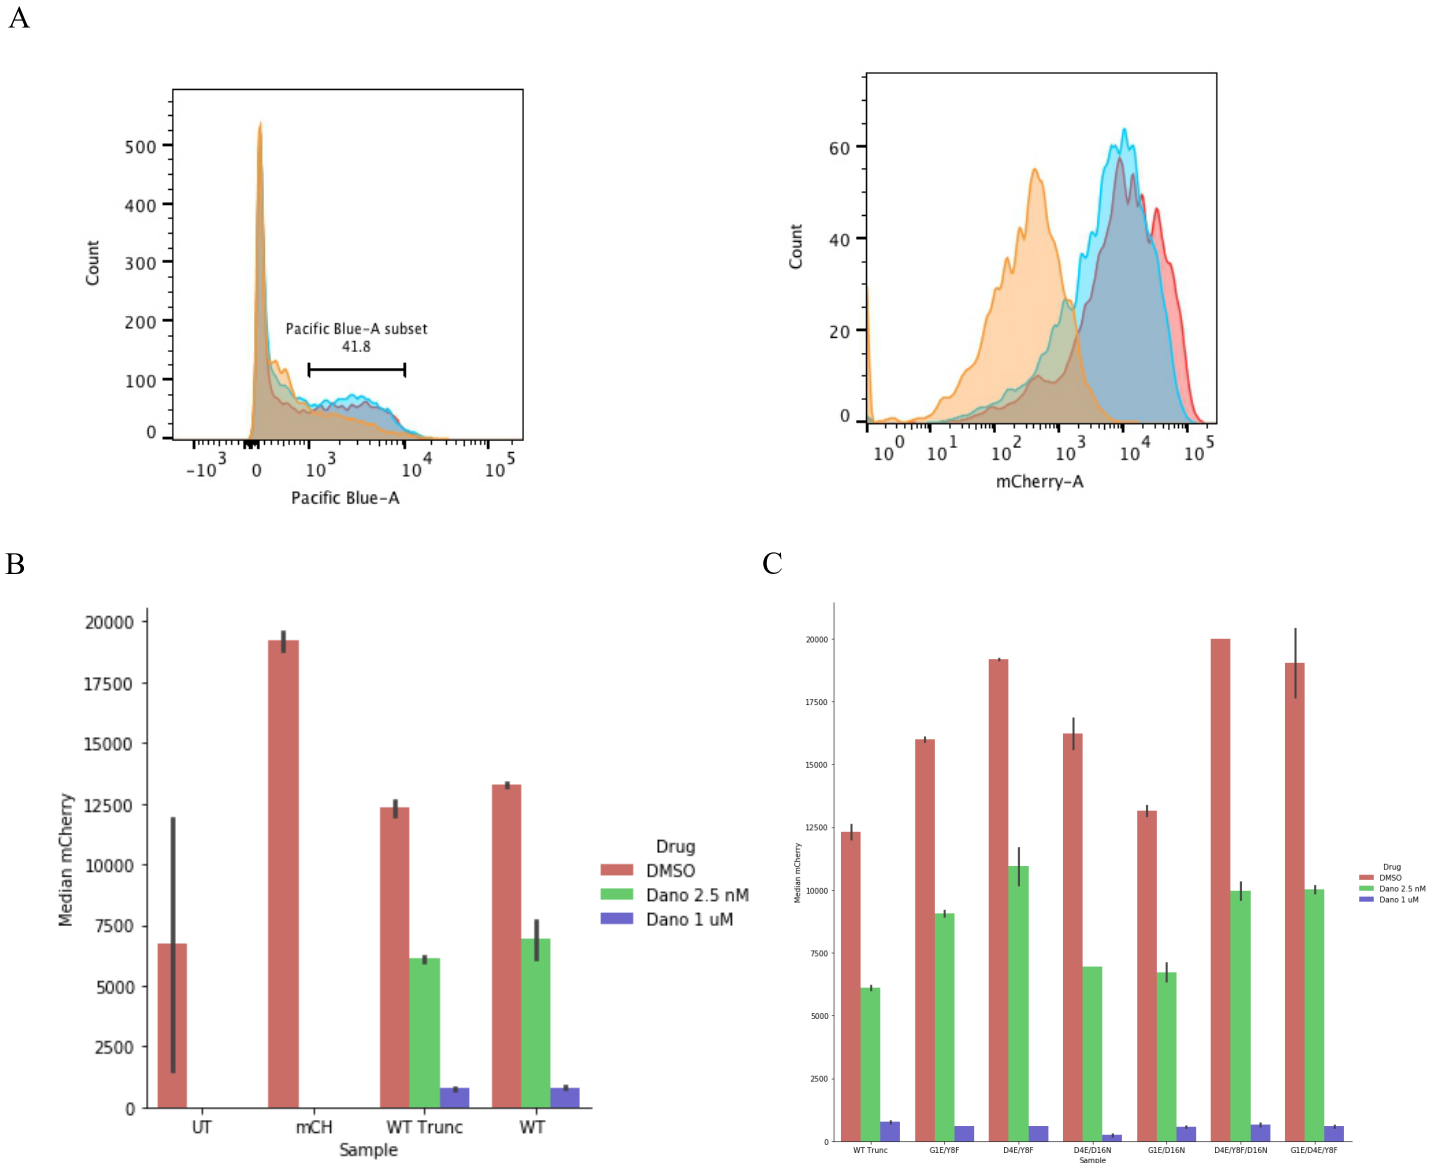 A
500
400
300
200
100
0
Count
Pacific Blue-A subset
41.8
-10^3
0
10^3
10^4
10^5
Pacific Blue-A
60
40
20
0
Count
10^0
10^1
10^2
10^3
10^4
10^5
mCherry-A
B
20000
17500
15000
12500
10000
7500
5000
2500
0
Median mCherry
UT
mCH
WT Trunc
WT
Sample
Drug
DMSO
Dano 2.5 nM
Dano 1 uM
C
20000
17500
15000
12500
10000
7500
5000
2500
0
Median mCherry
WT Trunc
G1E/Y8F
D4E/Y8F
D4E/D16N
G1E/D16N
D4E/Y8F/D16N
G1E/D4E/Y8F
Sample
Drug
DMSO
Dano 2.5 nM
Dano 1 uM